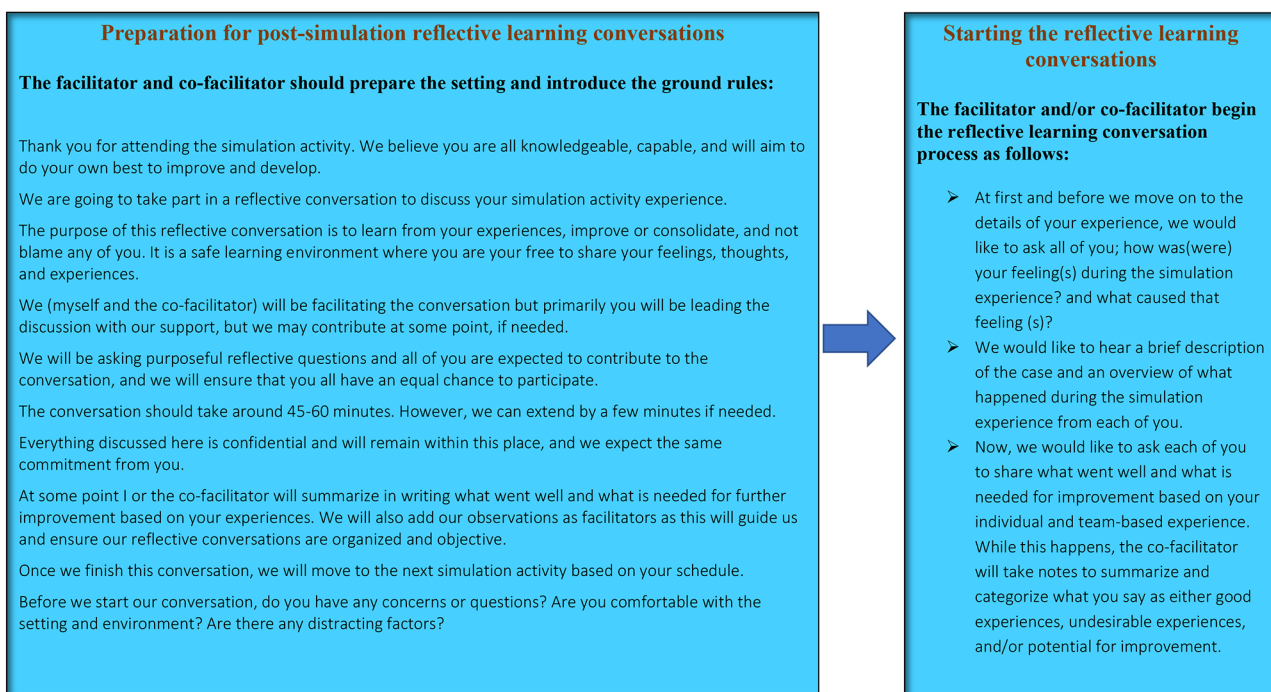 Preparation for post-simulation reflective learning conversations
The facilitator and co-facilitator should prepare the setting and introduce the ground rules:
Thank you for attending the simulation activity. We believe you are all knowledgeable, capable, and will aim to
do your own best to improve and develop.
We are going to take part in a reflective conversation to discuss your simulation activity experience.
The purpose of this reflective conversation is to learn from your experiences, improve or consolidate, and not
blame any of you. It is a safe learning environment where you are your free to share your feelings, thoughts,
and experiences.
We (myself and the co-facilitator) will be facilitating the conversation but primarily you will be leading the
discussion with our support, but we may contribute at some point, if needed.
We will be asking purposeful reflective questions and all of you are expected to contribute to the
conversation, and we will ensure that you all have an equal chance to participate.
The conversation should take around 45-60 minutes. However, we can extend by a few minutes if needed.
Everything discussed here is confidential and will remain within this place, and we expect the same
commitment from you.
At some point I or the co-facilitator will summarize in writing what went well and what is needed for further
improvement based on your experiences. We will also add our observations as facilitators as this will guide us
and ensure our reflective conversations are organized and objective.
Once we finish this conversation, we will move to the next simulation activity based on your schedule.
Before we start our conversation, do you have any concerns or questions? Are you comfortable with the
setting and environment? Are there any distracting factors?
Starting the reflective learning
conversations
The facilitator and/or co-facilitator begin
the reflective learning conversation
process as follows:
➢ At first and before we move on to the
details of your experience, we would
like to ask all of you; how was(were)
your feeling(s) during the simulation
experience? and what caused that
feeling (s)?
➢ We would like to hear a brief description
of the case and an overview of what
happened during the simulation
experience from each of you.
➢ Now, we would like to ask each of you
to share what went well and what is
needed for improvement based on your
individual and team-based experience.
While this happens, the co-facilitator
will take notes to summarize and
categorize what you say as either good
experiences, undesirable experiences,
and/or potential for improvement.